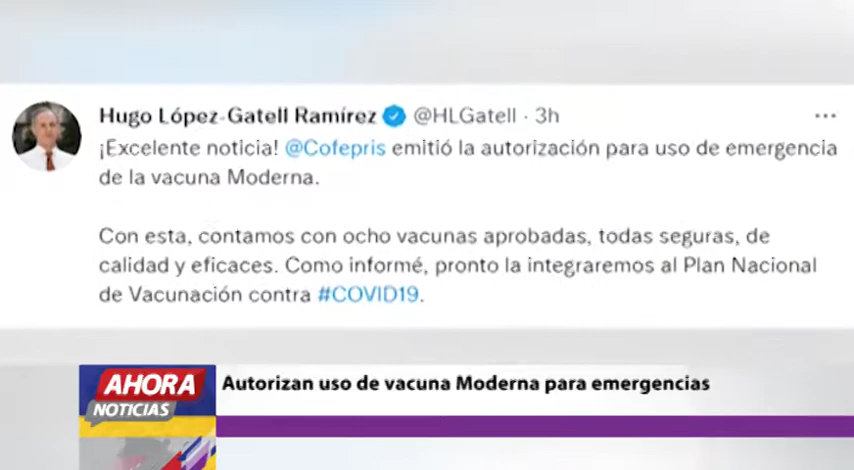 Hugo López-Gatell Ramírez @HLGatell · 3h
¡Excelente noticia! @Cofepris emitió la autorización para uso de emergencia
de la vacuna Moderna.
Con esta, contamos con ocho vacunas aprobadas, todas seguras, de
calidad y eficaces. Como informé, pronto la integraremos al Plan Nacional
de Vacunación contra #COVID19.
AHORA
NOTICIAS
Autorizan uso de vacuna Moderna para emergencias